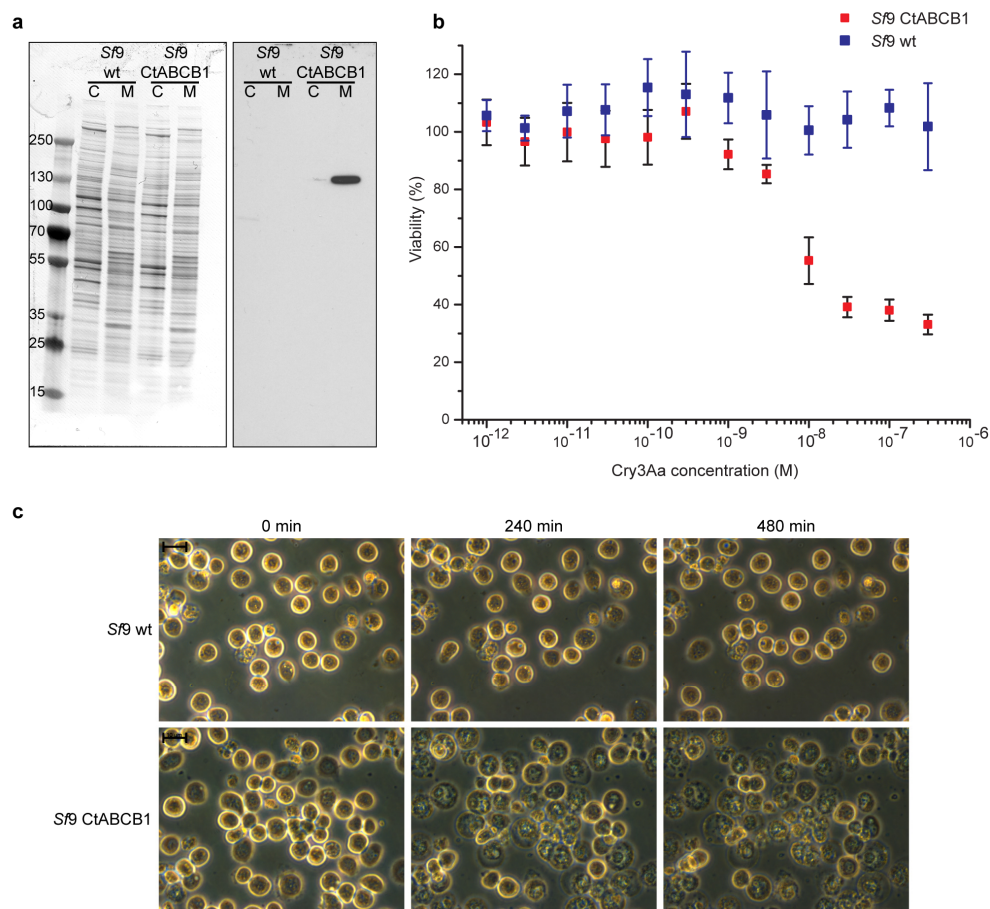 a
Sf9
wt
Sf9
CtABCB1
Sf9
wt
Sf9
CtABCB1
C M C M
C M C M
250
130
100
70
55
35
25
15
b
Sf9 CtABCB1
Sf9 wt
Viability (%)
120
100
80
60
40
20
0
10⁻¹² 10⁻¹¹ 10⁻¹⁰ 10⁻⁹ 10⁻⁸ 10⁻⁷ 10⁻⁶
Cry3Aa concentration (M)
c
0 min 240 min 480 min
Sf9 wt
Sf9 CtABCB1